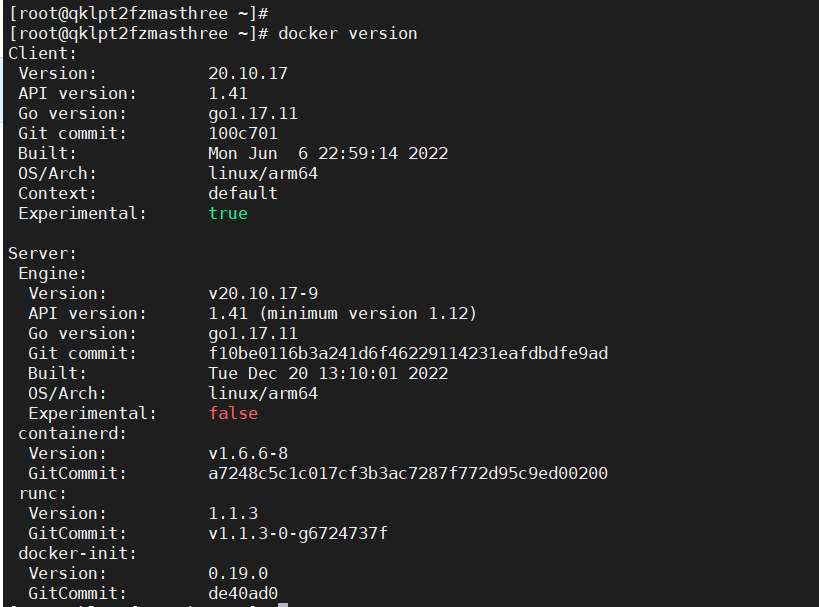 [root@qklpt2fzmasthree ~]#
[root@qklpt2fzmasthree ~]# docker version
Client:
 Version:           20.10.17
 API version:       1.41
 Go version:        go1.17.11
 Git commit:        100c701
 Built:             Mon Jun  6 22:59:14 2022
 OS/Arch:           linux/arm64
 Context:           default
 Experimental:      true

Server:
 Engine:
  Version:          v20.10.17-9
  API version:      1.41 (minimum version 1.12)
  Go version:       go1.17.11
  Git commit:       f10be0116b3a241d6f46229114231eafdbdfe9ad
  Built:            Tue Dec 20 13:10:01 2022
  OS/Arch:          linux/arm64
  Experimental:     false
 containerd:
  Version:          v1.6.6-8
  GitCommit:        a7248c5c1c017cf3b3ac7287f772d95c9ed00200
 runc:
  Version:          1.1.3
  GitCommit:        v1.1.3-0-g6724737f
 docker-init:
  Version:          0.19.0
  GitCommit:        de40ad0